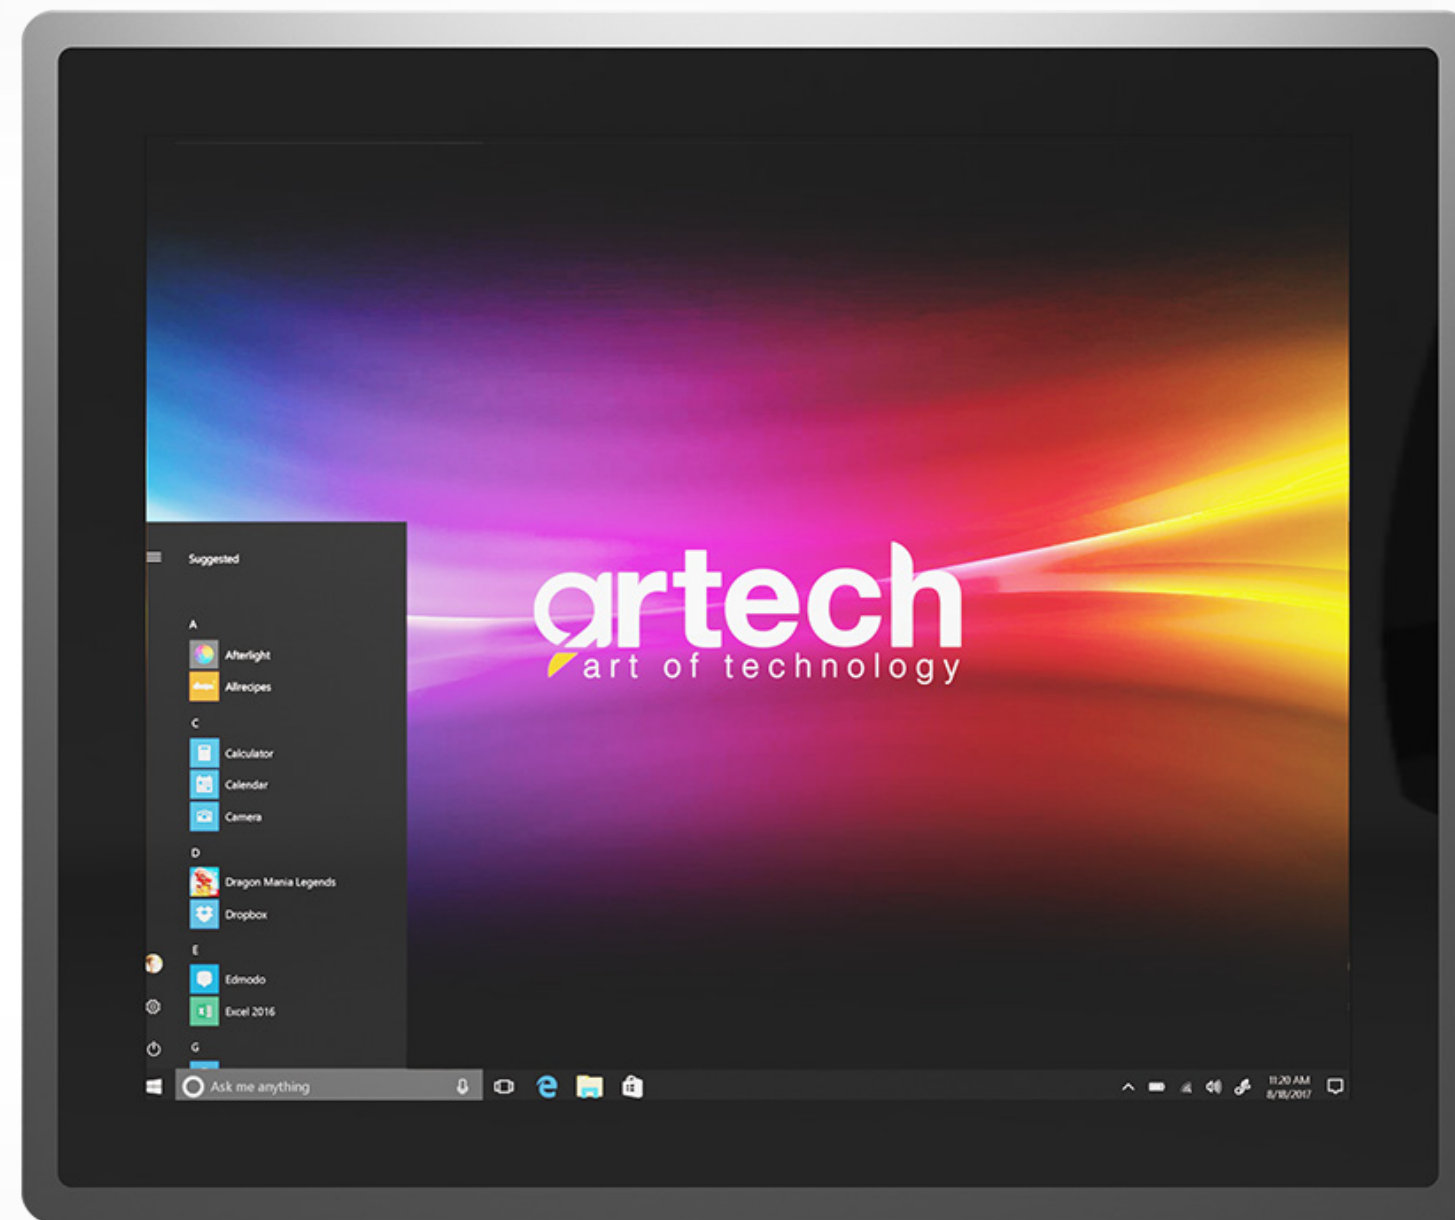 artech
art of technology
Suggested
A
Afterlight
Allrecipes
C
Calculator
Calendar
Camera
D
Dragon Mania Legends
Dropbox
E
Edmodo
Excel 2016
G
Ask me anything
11:20 AM
8/18/2017